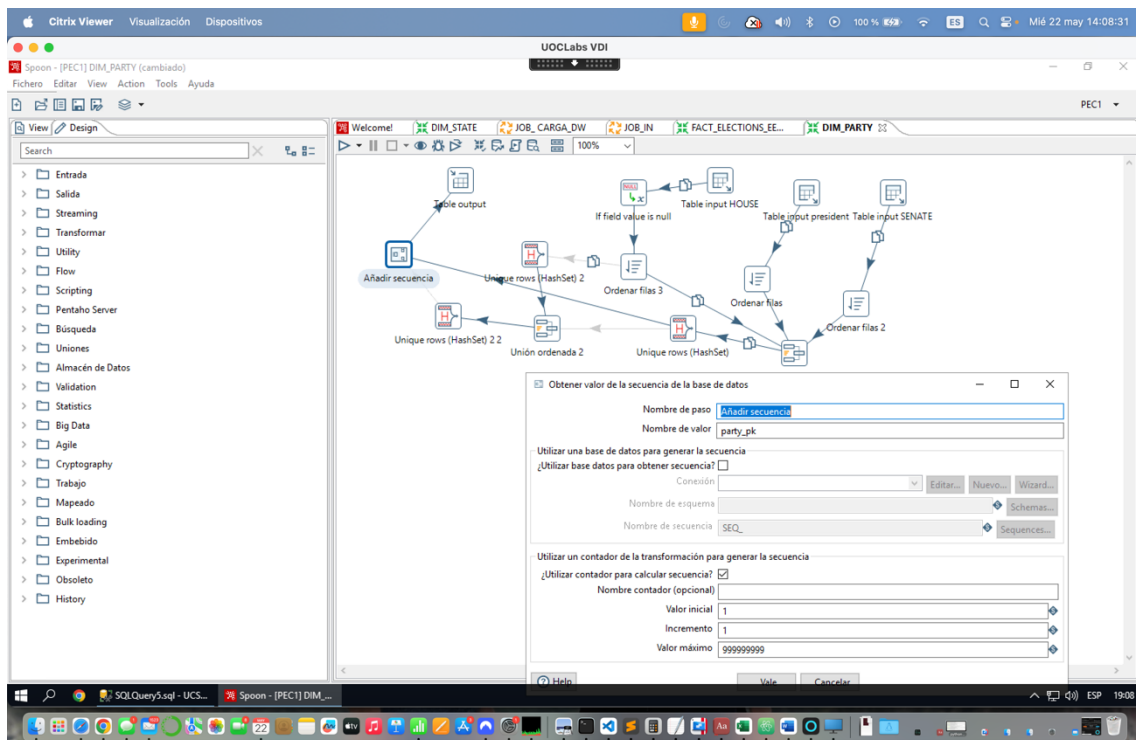 Citrix Viewer Visualización Dispositivos 100 % ES Mié 22 may 14:08:31
UOCLabs VDI
Spoon - [PEC1] DIM_PARTY (cambiado)
Fichero Editar View Action Tools Ayuda
PEC1
View Design
Welcome! DIM_STATE JOB_ CARGA_DW JOB_IN FACT_ELECTIONS_EE... DIM_PARTY
Search
100%
Entrada
Salida
Streaming
Transformar
Utility
Flow
Scripting
Pentaho Server
Búsqueda
Uniones
Almacén de Datos
Validation
Statistics
Big Data
Agile
Cryptography
Trabajo
Mapeado
Bulk loading
Embebido
Experimental
Obsoleto
History
Table output
NULL
If field value is null
Table input HOUSE
Table input president
Table input SENATE
Añadir secuencia
Unique rows (HashSet) 2
Ordenar filas 3
Ordenar filas
Ordenar filas 2
Unique rows (HashSet) 2 2
Unión ordenada 2
Unique rows (HashSet)
Obtener valor de la secuencia de la base de datos
Nombre de paso Añadir secuencia
Nombre de valor party_pk
Utilizar una base de datos para generar la secuencia
¿Utilizar base datos para obtener secuencia?
Conexión Editar... Nuevo... Wizard...
Nombre de esquema Schemas...
Nombre de secuencia SEQ_ Sequences...
Utilizar un contador de la transformación para generar la secuencia
¿Utilizar contador para calcular secuencia?
Nombre contador (opcional)
Valor inicial 1
Incremento 1
Valor máximo 999999999
Help Vale Cancelar
SQLQuery5.sql - UCS... Spoon - [PEC1] DIM_... ESP 19:08
22
tv